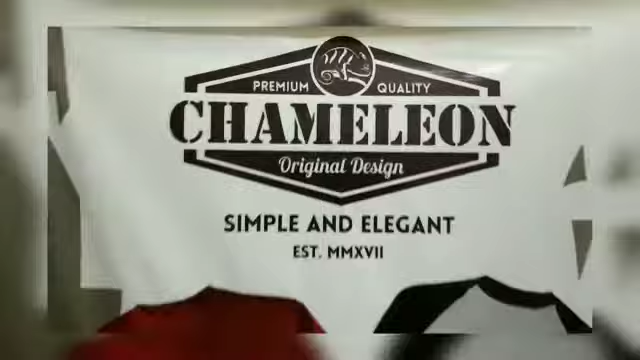 PREMIUM QUALITY
CHAMELEON
Original Design
SIMPLE AND ELEGANT
EST. MMXVII